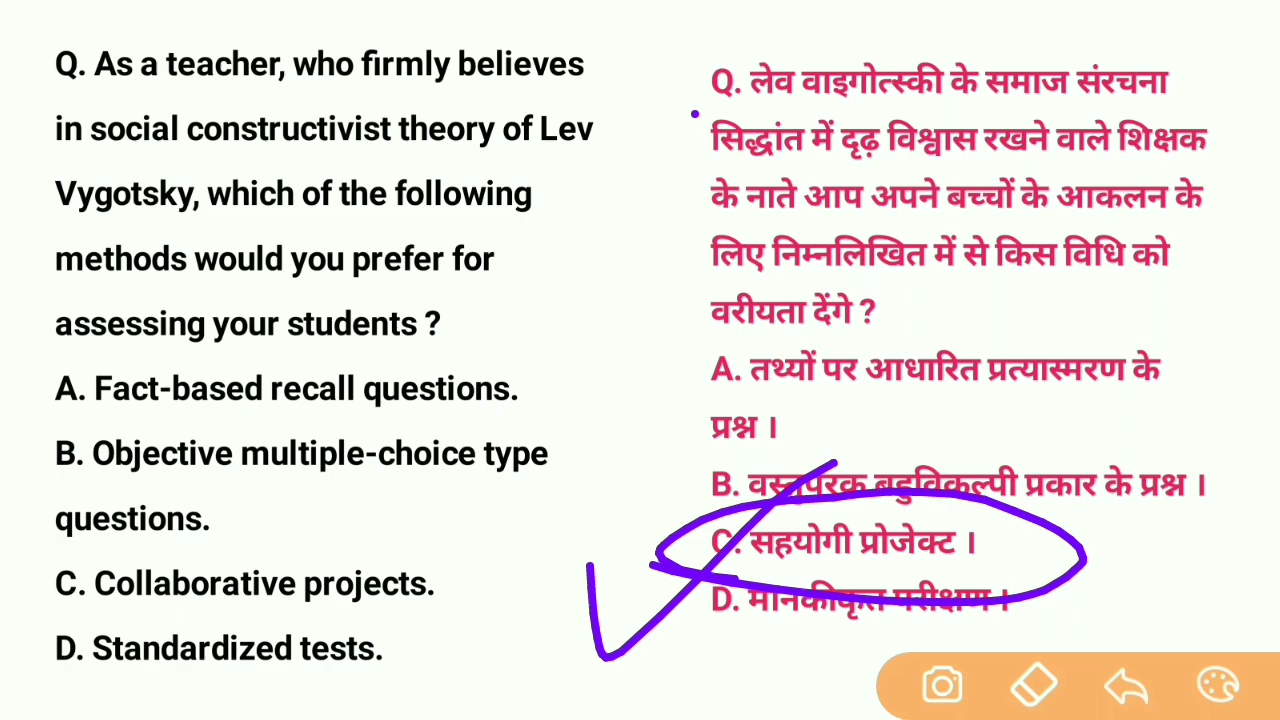 Q. As a teacher, who firmly believes
in social constructivist theory of Lev
Vygotsky, which of the following
methods would you prefer for
assessing your students ?
A. Fact-based recall questions.
B. Objective multiple-choice type
questions.
C. Collaborative projects.
D. Standardized tests.
Q. लेव वाइगोत्स्की के समाज संरचना
सिद्धांत में दृढ़ विश्वास रखने वाले शिक्षक
के नाते आप अपने बच्चों के आकलन के
लिए निम्नलिखित में से किस विधि को
वरीयता देंगे ?
A. तथ्यों पर आधारित प्रत्यास्मरण के
प्रश्न ।
B. वस्तुपरक बहुविकल्पी प्रकार के प्रश्न ।
C. सहयोगी प्रोजेक्ट ।
D. मानकीकृत परीक्षण ।